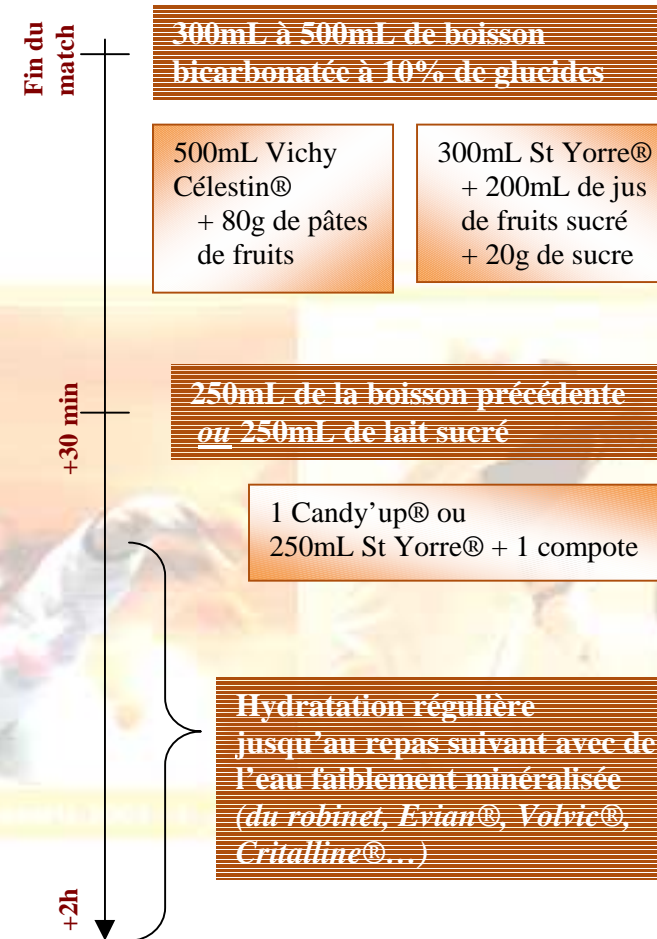 Fin du
match
300mL à 500mL de boisson
bicarbonatée à 10% de glucides
500mL Vichy
Célestin®
+ 80g de pâtes
de fruits
300mL St Yorre®
+ 200mL de jus
de fruits sucré
+ 20g de sucre
+30 min
250mL de la boisson précédente
ou 250mL de lait sucré
1 Candy’up® ou
250mL St Yorre® + 1 compote
Hydratation régulière
jusqu’au repas suivant avec de
l’eau faiblement minéralisée
(du robinet, Evian®, Volvic®,
Critalline®…)
+2h